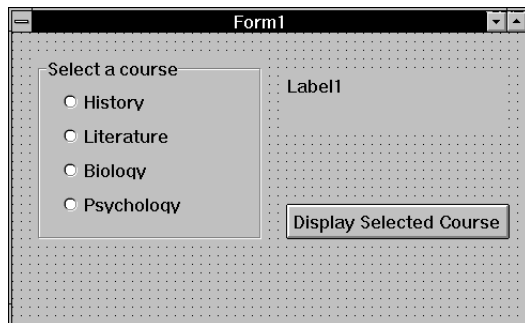 Form1
Select a course
History
Literature
Biology
Psychology
Label1
Display Selected Course